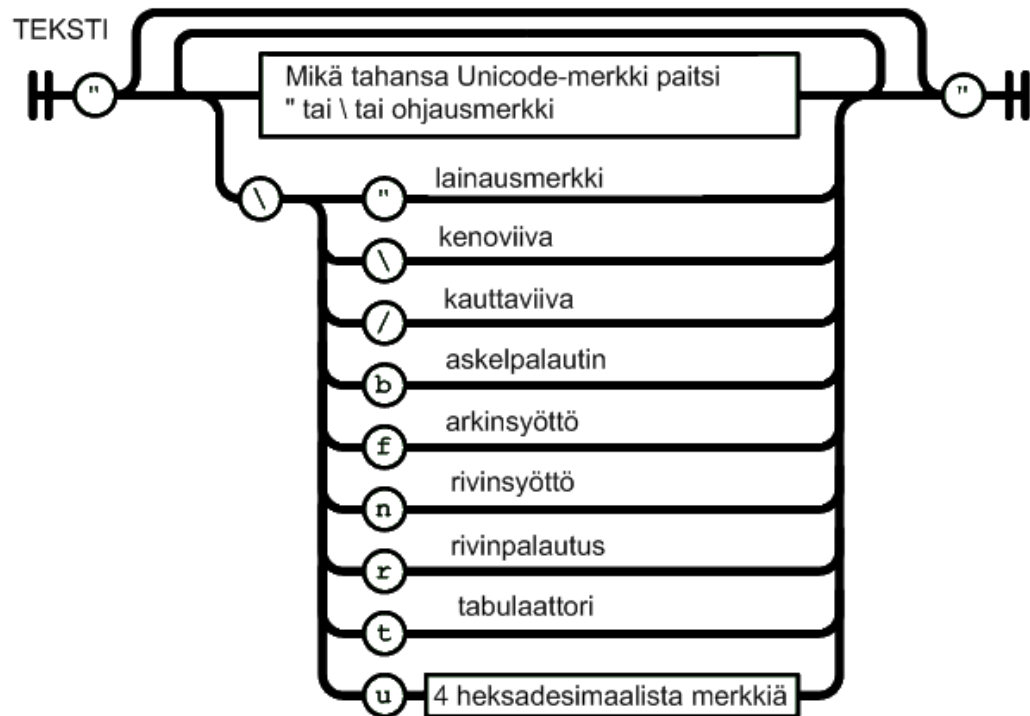 TEKSTI
"
Mikä tahansa Unicode-merkki paitsi
" tai \ tai ohjausmerkki
"
\
" lainausmerkki
\ kenoviiva
/ kauttaviiva
b askelpalautin
f arkinsyöttö
n rivinsyöttö
r rivinpalautus
t tabulaattori
u 4 heksadesimaalista merkkiä